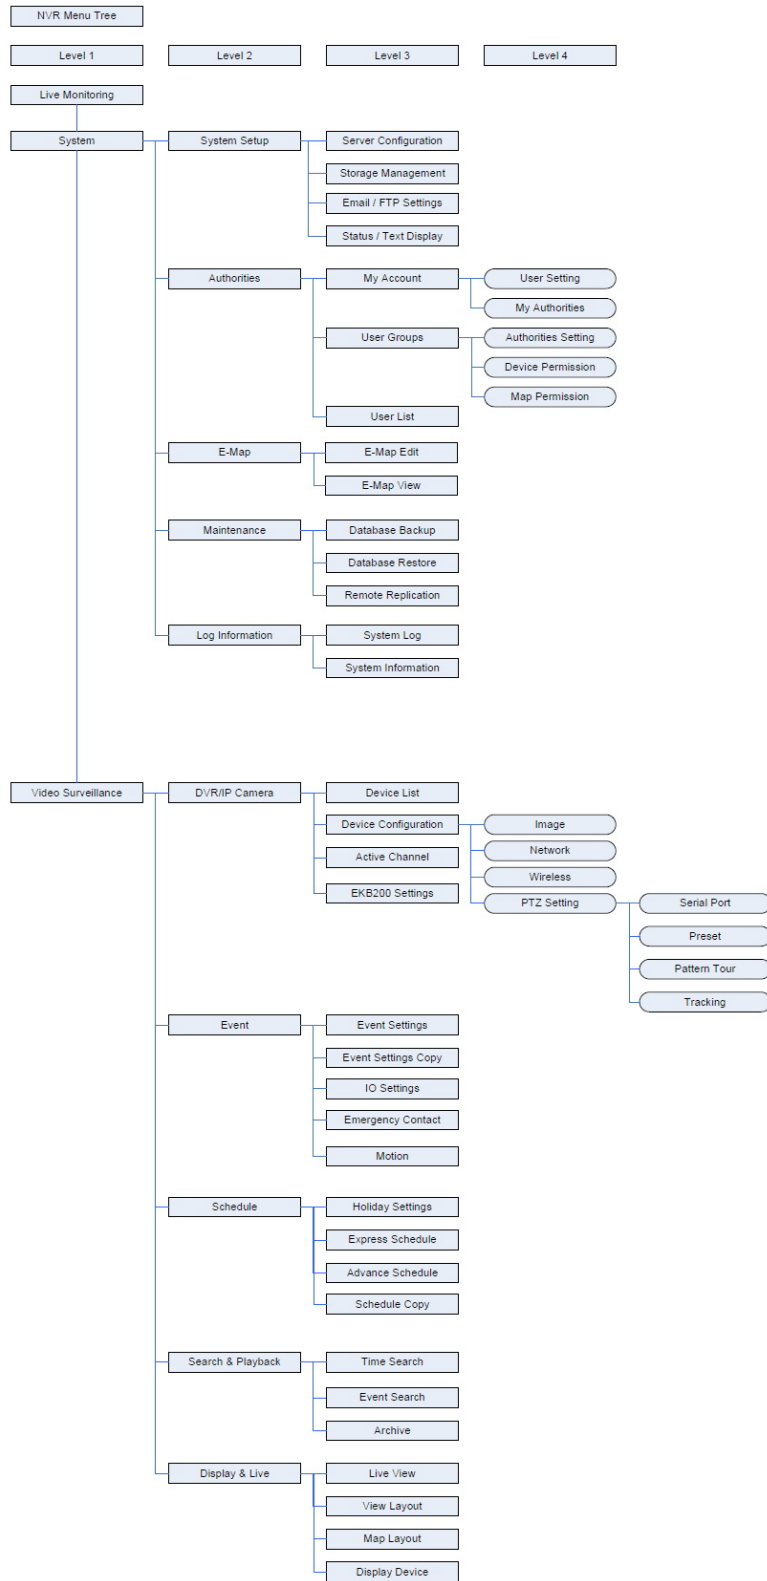 NVR Menu Tree
Level 1 Level 2 Level 3 Level 4
Live Monitoring
System System Setup Server Configuration
Storage Management
Email / FTP Settings
Status / Text Display
Authorities My Account User Setting
My Authorities
User Groups Authorities Setting
Device Permission
Map Permission
User List
E-Map E-Map Edit
E-Map View
Maintenance Database Backup
Database Restore
Remote Replication
Log Information System Log
System Information
Video Surveillance DVR/IP Camera Device List
Device Configuration Image
Network
Active Channel
Wireless
EKB200 Settings PTZ Setting Serial Port
Preset
Pattern Tour
Tracking
Event Event Settings
Event Settings Copy
IO Settings
Emergency Contact
Motion
Schedule Holiday Settings
Express Schedule
Advance Schedule
Schedule Copy
Search & Playback Time Search
Event Search
Archive
Display & Live Live View
View Layout
Map Layout
Display Device